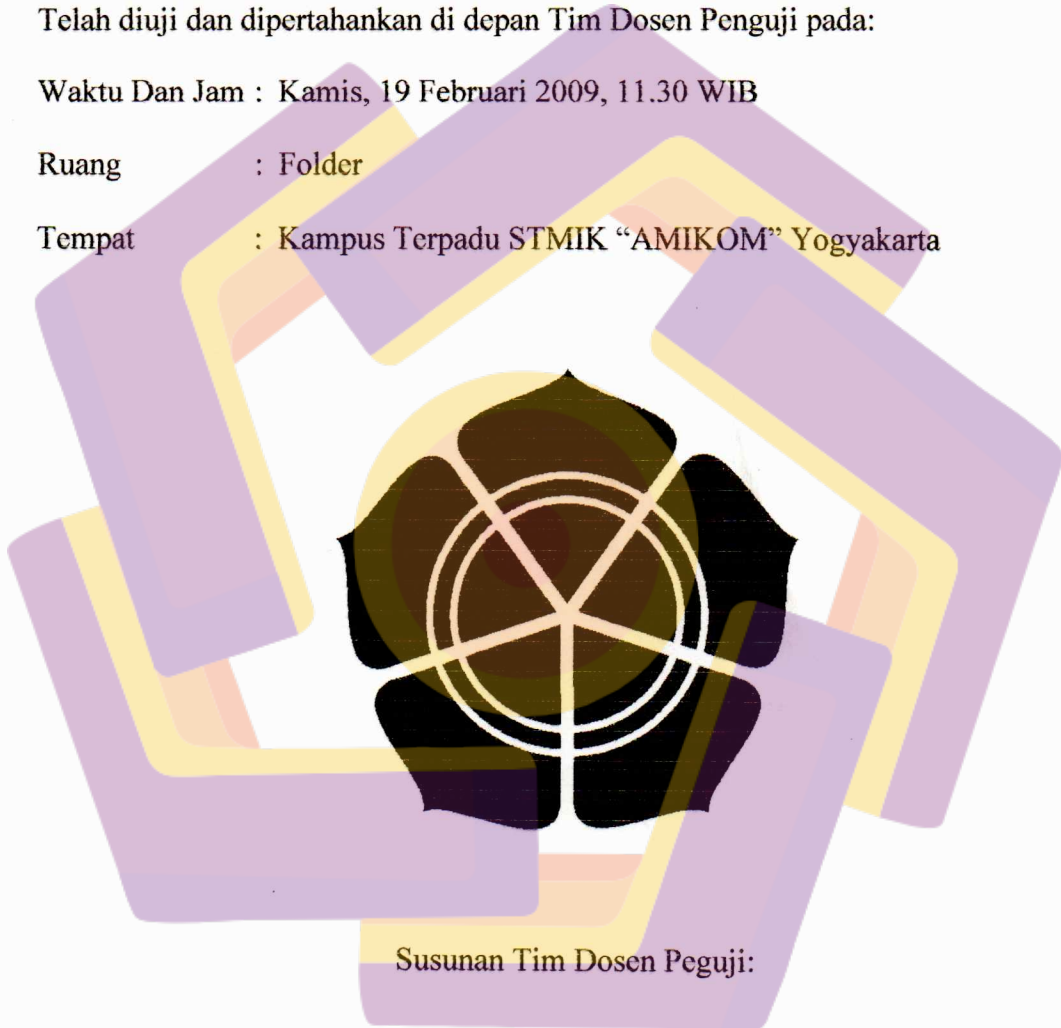 Telah diuji dan dipertahankan di depan Tim Dosen Penguji pada:
Waktu Dan Jam : Kamis, 19 Februari 2009, 11.30 WIB
Ruang : Folder
Tempat : Kampus Terpadu STMIK “AMIKOM” Yogyakarta
Susunan Tim Dosen Peguji: